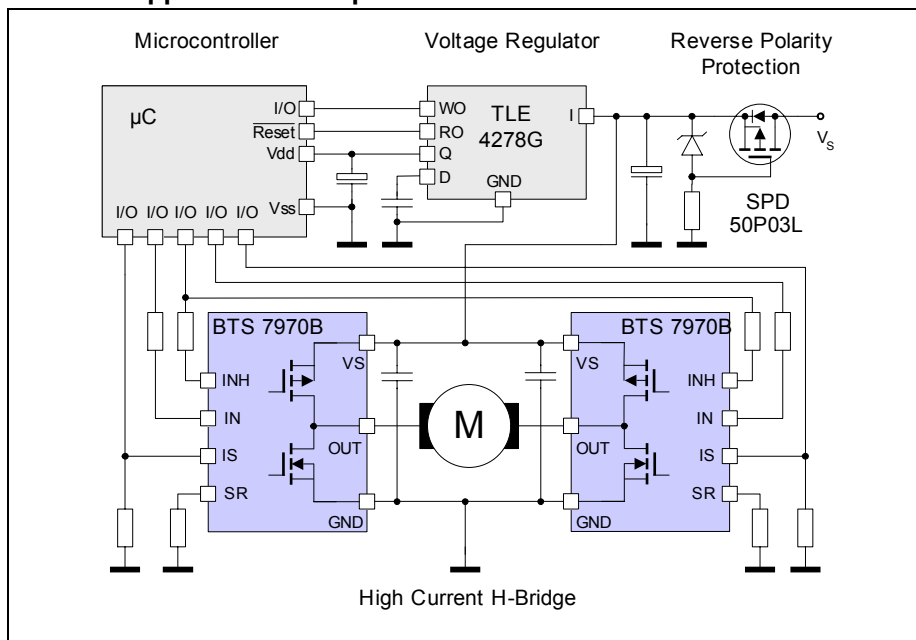 Microcontroller
Voltage Regulator
Reverse Polarity
Protection
µC
I/O
Reset
Vdd
Vss
I/O I/O I/O I/O I/O
WO
RO
Q
D
TLE
4278G
I
GND
V_S
SPD
50P03L
BTS 7970B
INH
IN
IS
SR
VS
OUT
GND
M
BTS 7970B
VS
OUT
GND
INH
IN
IS
SR
High Current H-Bridge